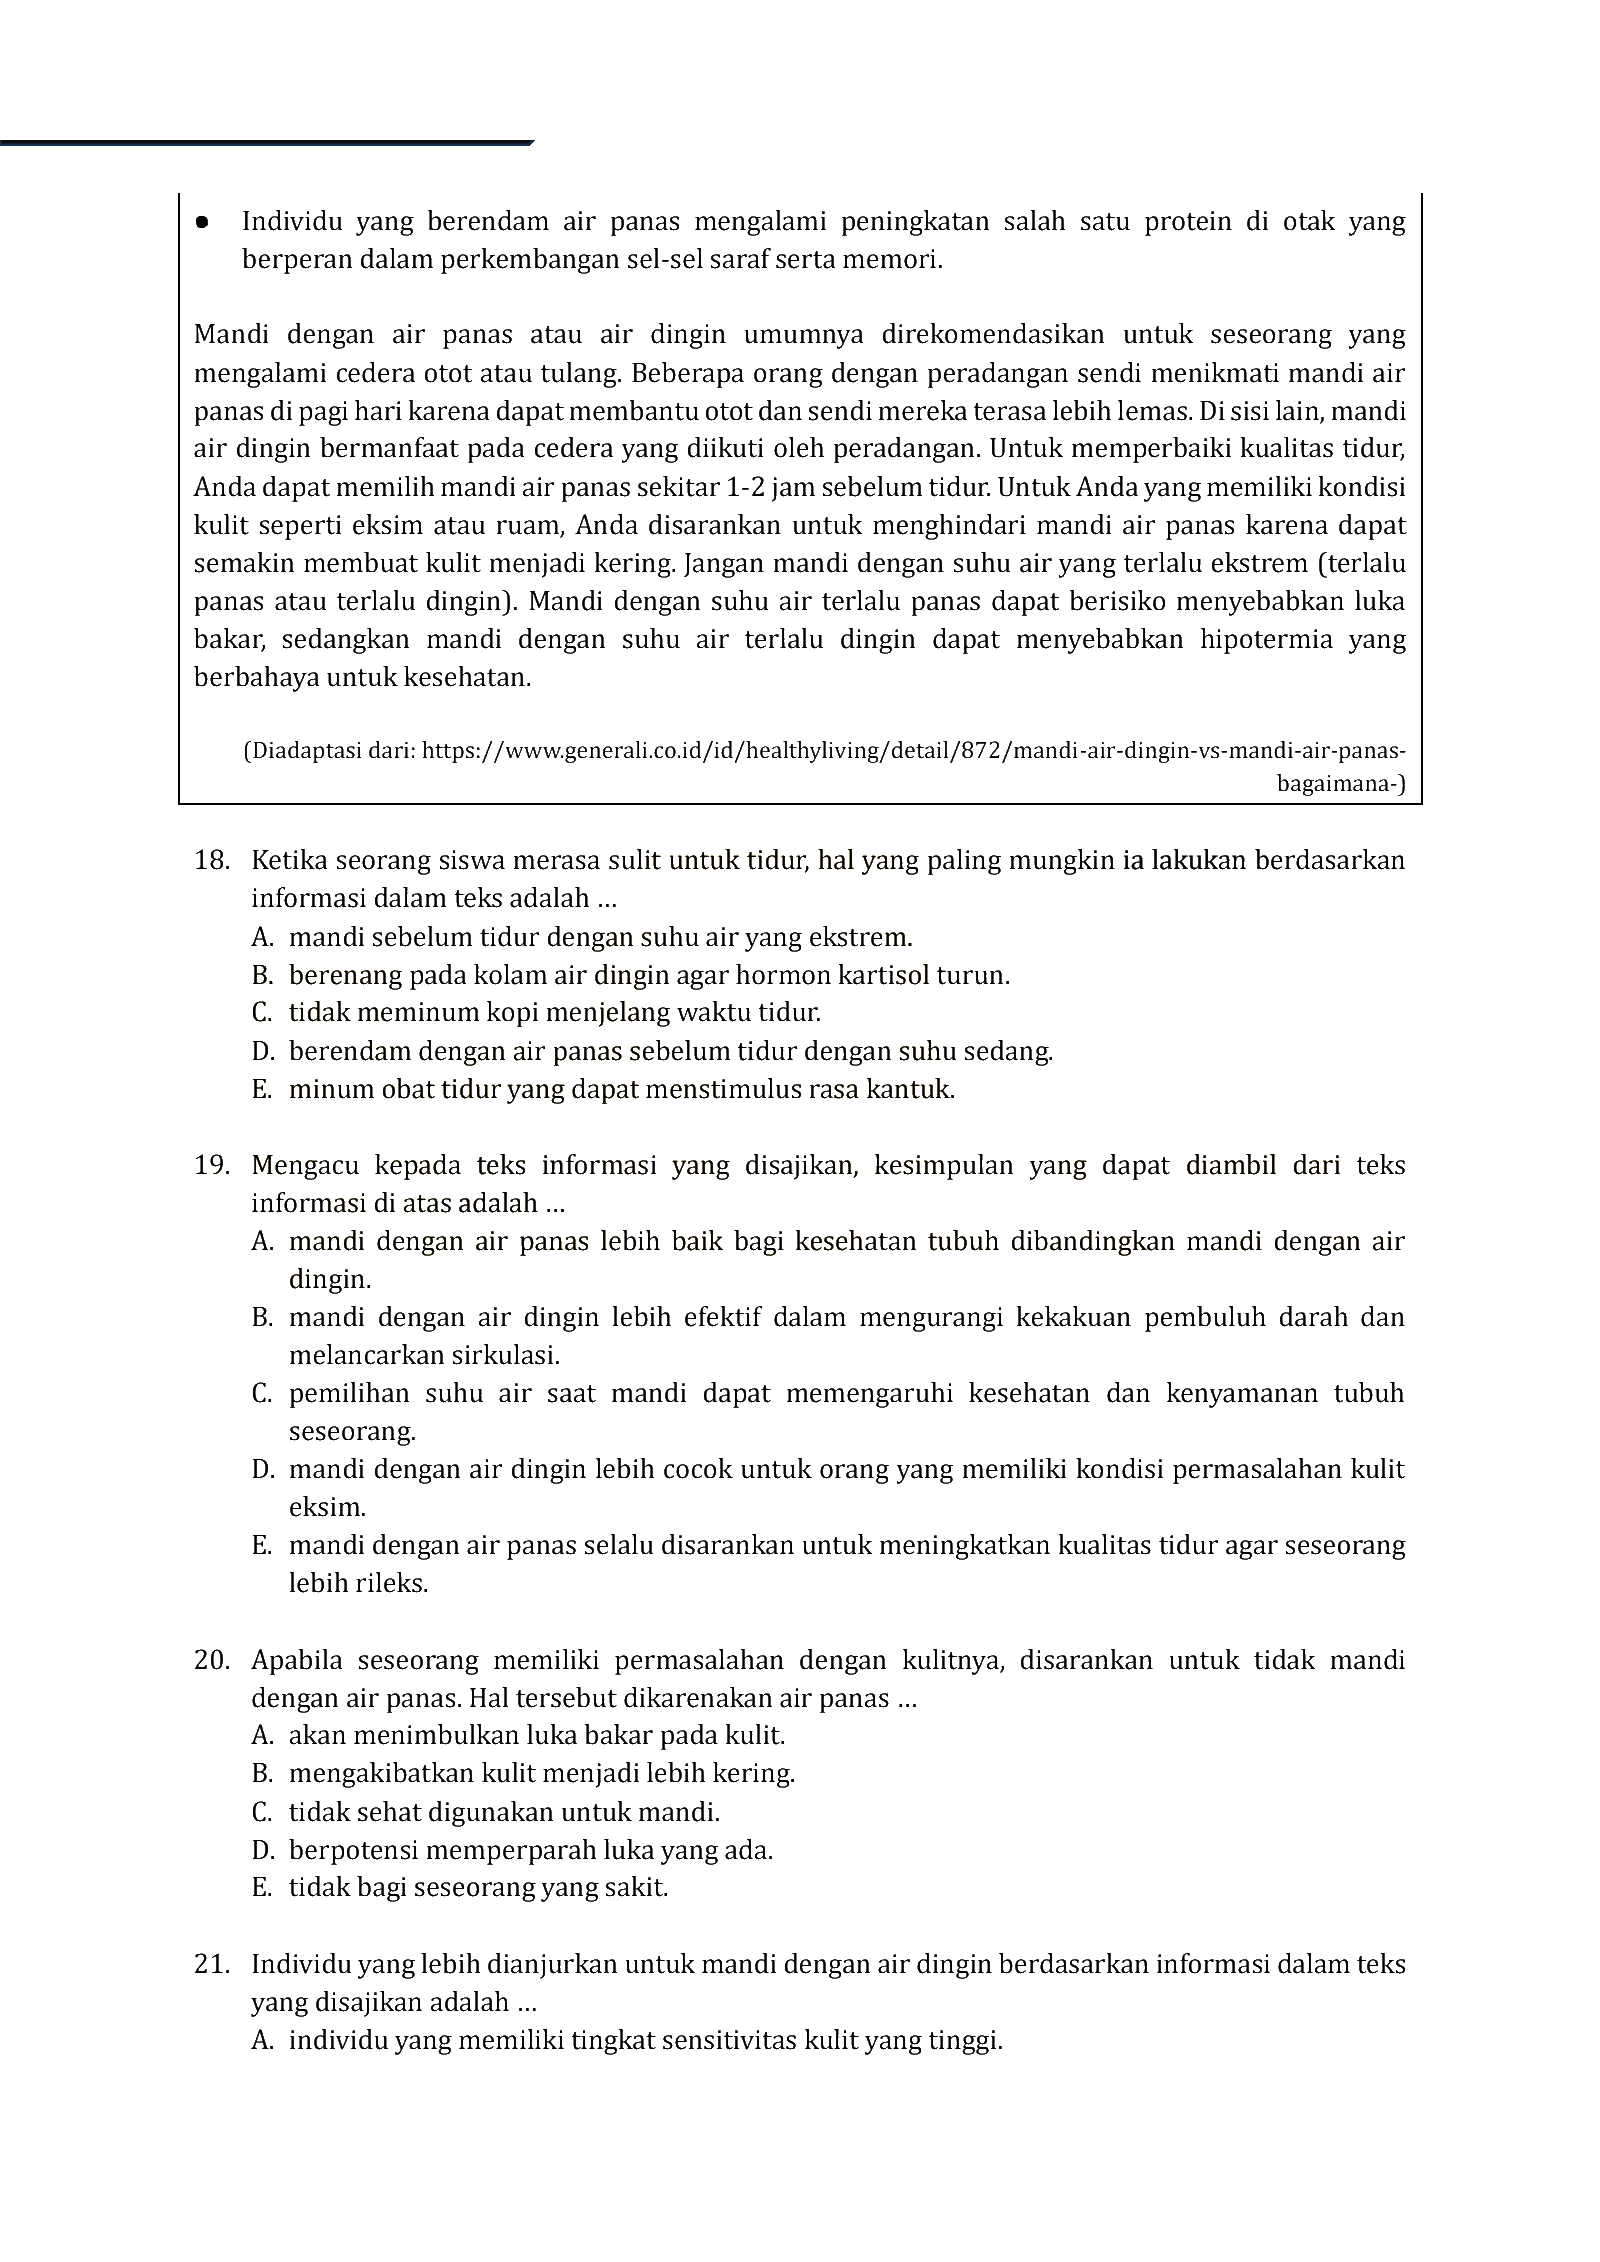 ● Individu yang berendam air panas mengalami peningkatan salah satu protein di otak yang
berperan dalam perkembangan sel-sel saraf serta memori.
Mandi dengan air panas atau air dingin umumnya direkomendasikan untuk seseorang yang
mengalami cedera otot atau tulang. Beberapa orang dengan peradangan sendi menikmati mandi air
panas di pagi hari karena dapat membantu otot dan sendi mereka terasa lebih lemas. Di sisi lain, mandi
air dingin bermanfaat pada cedera yang diikuti oleh peradangan. Untuk memperbaiki kualitas tidur,
Anda dapat memilih mandi air panas sekitar 1-2 jam sebelum tidur. Untuk Anda yang memiliki kondisi
kulit seperti eksim atau ruam, Anda disarankan untuk menghindari mandi air panas karena dapat
semakin membuat kulit menjadi kering. Jangan mandi dengan suhu air yang terlalu ekstrem (terlalu
panas atau terlalu dingin). Mandi dengan suhu air terlalu panas dapat berisiko menyebabkan luka
bakar, sedangkan mandi dengan suhu air terlalu dingin dapat menyebabkan hipotermia yang
berbahaya untuk kesehatan.
(Diadaptasi dari: https://www.generali.co.id/id/healthyliving/detail/872/mandi-air-dingin-vs-mandi-air-panas-
bagaimana-)
18. Ketika seorang siswa merasa sulit untuk tidur, hal yang paling mungkin ia lakukan berdasarkan
informasi dalam teks adalah ...
A. mandi sebelum tidur dengan suhu air yang ekstrem.
B. berenang pada kolam air dingin agar hormon kartisol turun.
C. tidak meminum kopi menjelang waktu tidur.
D. berendam dengan air panas sebelum tidur dengan suhu sedang.
E. minum obat tidur yang dapat menstimulus rasa kantuk.
19. Mengacu kepada teks informasi yang disajikan, kesimpulan yang dapat diambil dari teks
informasi di atas adalah ...
A. mandi dengan air panas lebih baik bagi kesehatan tubuh dibandingkan mandi dengan air
dingin.
B. mandi dengan air dingin lebih efektif dalam mengurangi kekakuan pembuluh darah dan
melancarkan sirkulasi.
C. pemilihan suhu air saat mandi dapat memengaruhi kesehatan dan kenyamanan tubuh
seseorang.
D. mandi dengan air dingin lebih cocok untuk orang yang memiliki kondisi permasalahan kulit
eksim.
E. mandi dengan air panas selalu disarankan untuk meningkatkan kualitas tidur agar seseorang
lebih rileks.
20. Apabila seseorang memiliki permasalahan dengan kulitnya, disarankan untuk tidak mandi
dengan air panas. Hal tersebut dikarenakan air panas ...
A. akan menimbulkan luka bakar pada kulit.
B. mengakibatkan kulit menjadi lebih kering.
C. tidak sehat digunakan untuk mandi.
D. berpotensi memperparah luka yang ada.
E. tidak bagi seseorang yang sakit.
21. Individu yang lebih dianjurkan untuk mandi dengan air dingin berdasarkan informasi dalam teks
yang disajikan adalah ...
A. individu yang memiliki tingkat sensitivitas kulit yang tinggi.